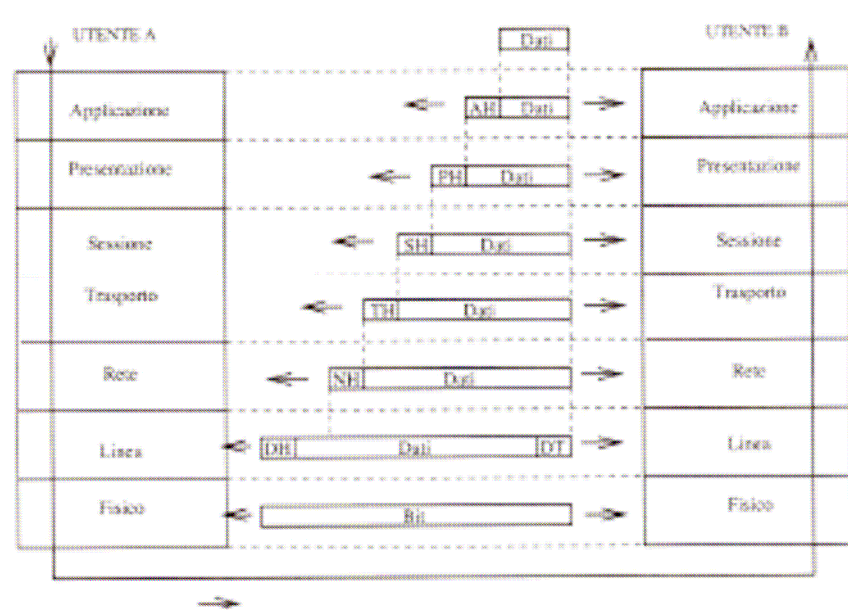 UTENTE A Dati UTENTE B
Applicazione AH Dati Applicazione
Presentazione PH Dati Presentazione
Sessione SH Dati Sessione
Trasporto TH Dati Trasporto
Rete NH Dati Rete
Linea DH Dati DT Linea
Fisico Bit Fisico